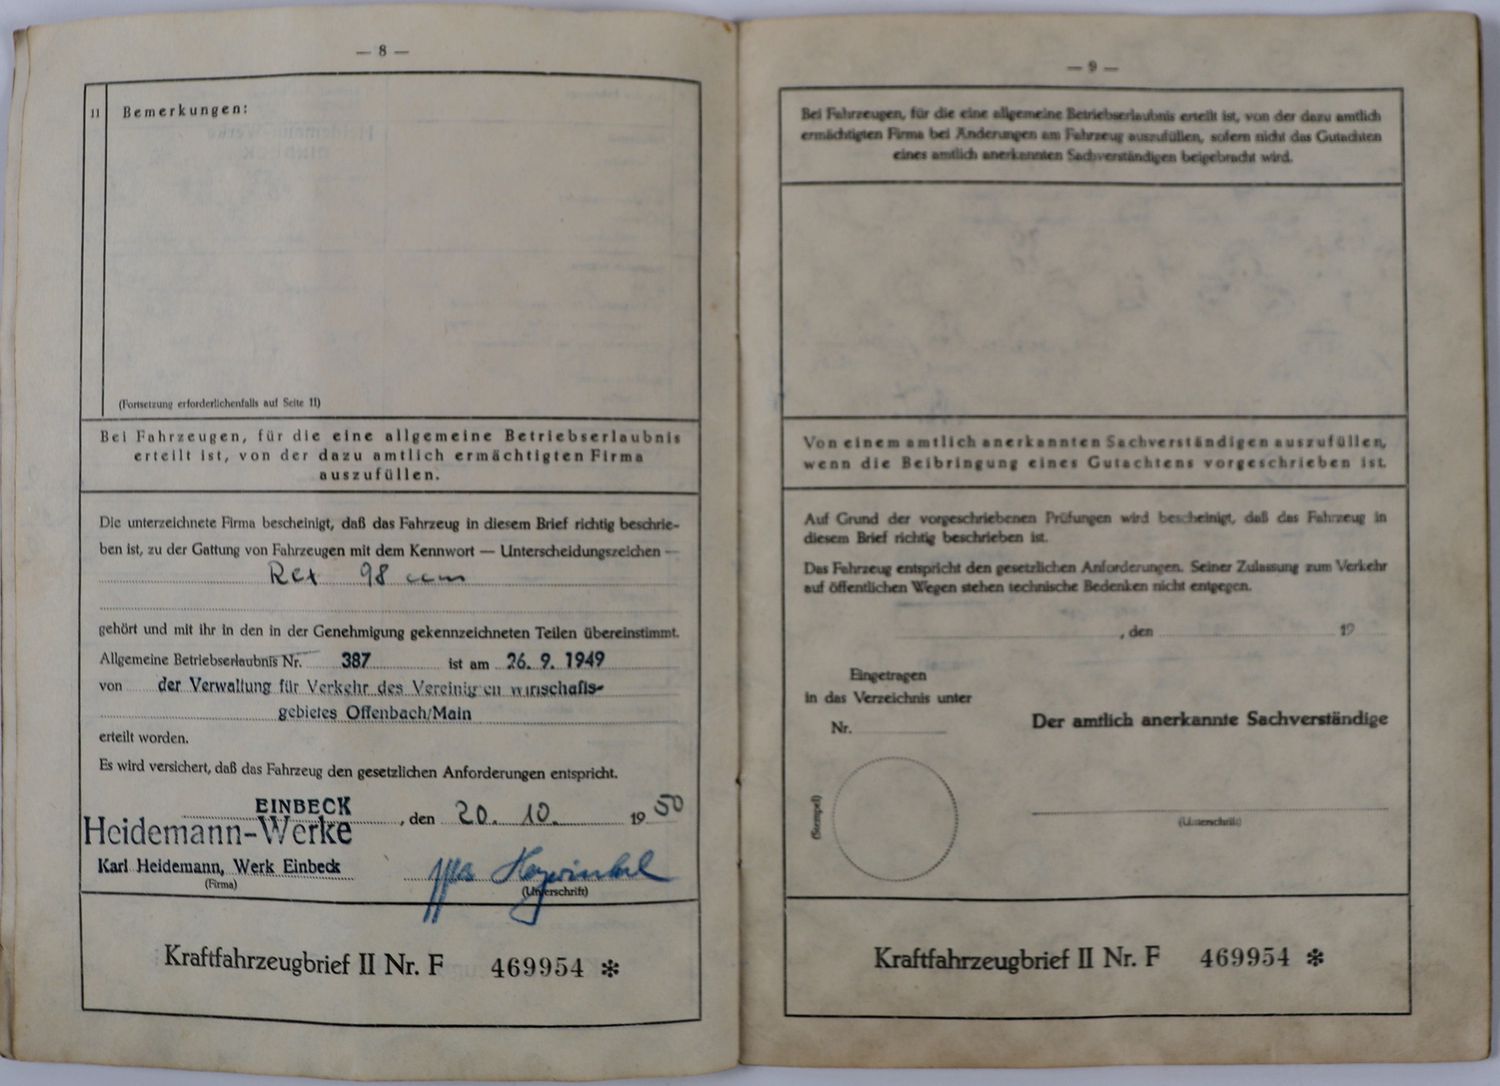 — 8 —
11 Bemerkungen:
(Fortsetzung erforderlichenfalls auf Seite 11)
Bei Fahrzeugen, für die eine allgemeine Betriebserlaubnis
erteilt ist, von der dazu amtlich ermächtigten Firma
auszufüllen.
Die unterzeichnete Firma bescheinigt, daß das Fahrzeug in diesem Brief richtig beschrie-
ben ist, zu der Gattung von Fahrzeugen mit dem Kennwort — Unterscheidungszeichen —
Rex 98 ccm
gehört und mit ihr in den in der Genehmigung gekennzeichneten Teilen übereinstimmt.
Allgemeine Betriebserlaubnis Nr. 387 ist am 26. 9. 1949
von der Verwaltung für Verkehr des Vereinigten Wirtschafts-
gebietes Offenbach/Main
erteilt worden.
Es wird versichert, daß das Fahrzeug den gesetzlichen Anforderungen entspricht.
EINBECK, den 20. 10. 1950
Heidemann-Werke
Karl Heidemann, Werk Einbeck
(Firma) (Unterschrift)
Kraftfahrzeugbrief II Nr. F 469954 ✻
— 9 —
Bei Fahrzeugen, für die eine allgemeine Betriebserlaubnis erteilt ist, von der dazu amtlich
ermächtigten Firma bei Änderungen am Fahrzeug auszufüllen, sofern nicht das Gutachten
eines amtlich anerkannten Sachverständigen beigebracht wird.
Von einem amtlich anerkannten Sachverständigen auszufüllen,
wenn die Beibringung eines Gutachtens vorgeschrieben ist.
Auf Grund der vorgeschriebenen Prüfungen wird bescheinigt, daß das Fahrzeug in
diesem Brief richtig beschrieben ist.
Das Fahrzeug entspricht den gesetzlichen Anforderungen. Seiner Zulassung zum Verkehr
auf öffentlichen Wegen stehen technische Bedenken nicht entgegen.
, den 19
Eingetragen
in das Verzeichnis unter
Nr.
Der amtlich anerkannte Sachverständige
(Stempel)
(Unterschrift)
Kraftfahrzeugbrief II Nr. F 469954 ✻